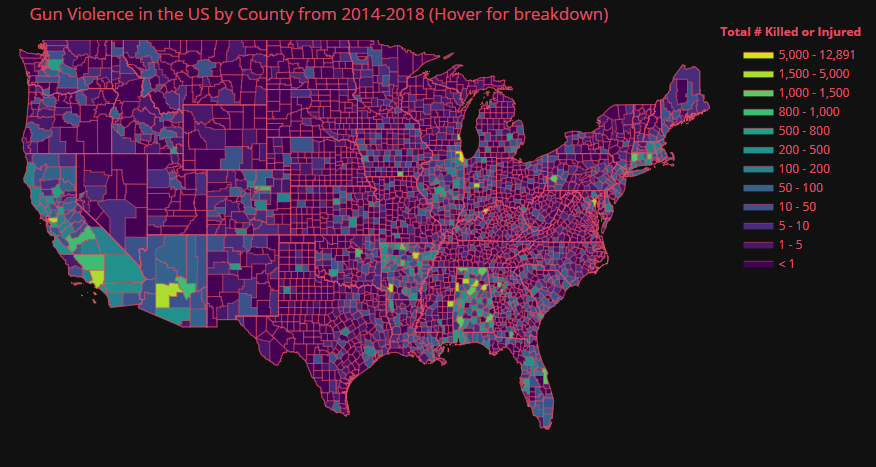 Gun Violence in the US by County from 2014-2018 (Hover for breakdown)
Total # Killed or Injured
5,000 - 12,891
1,500 - 5,000
1,000 - 1,500
800 - 1,000
500 - 800
200 - 500
100 - 200
50 - 100
10 - 50
5 - 10
1 - 5
< 1